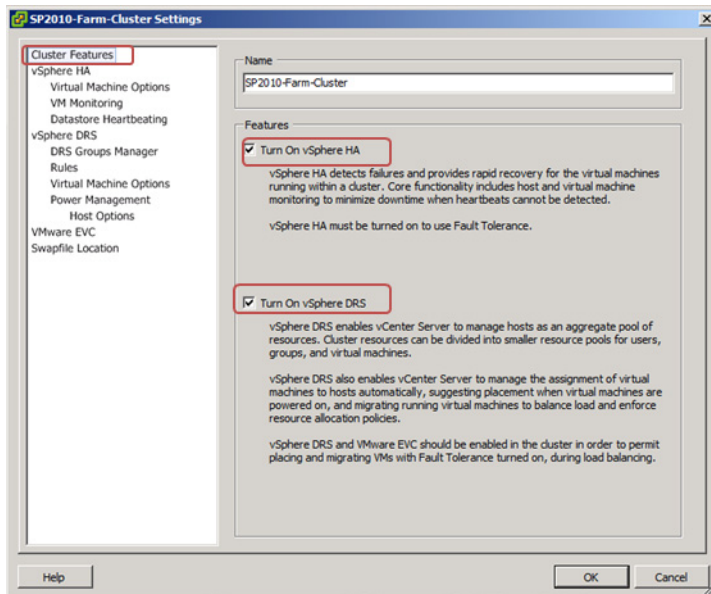 SP2010-Farm-Cluster Settings
Cluster Features
vSphere HA
Virtual Machine Options
VM Monitoring
Datastore Heartbeating
vSphere DRS
DRS Groups Manager
Rules
Virtual Machine Options
Power Management
Host Options
VMware EVC
Swapfile Location
Name
SP2010-Farm-Cluster
Features
Turn On vSphere HA
vSphere HA detects failures and provides rapid recovery for the virtual machines
running within a cluster. Core functionality includes host and virtual machine
monitoring to minimize downtime when heartbeats cannot be detected.
vSphere HA must be turned on to use Fault Tolerance.
Turn On vSphere DRS
vSphere DRS enables vCenter Server to manage hosts as an aggregate pool of
resources. Cluster resources can be divided into smaller resource pools for users,
groups, and virtual machines.
vSphere DRS also enables vCenter Server to manage the assignment of virtual
machines to hosts automatically, suggesting placement when virtual machines are
powered on, and migrating running virtual machines to balance load and enforce
resource allocation policies.
vSphere DRS and VMware EVC should be enabled in the cluster in order to permit
placing and migrating VMs with Fault Tolerance turned on, during load balancing.
Help
OK
Cancel